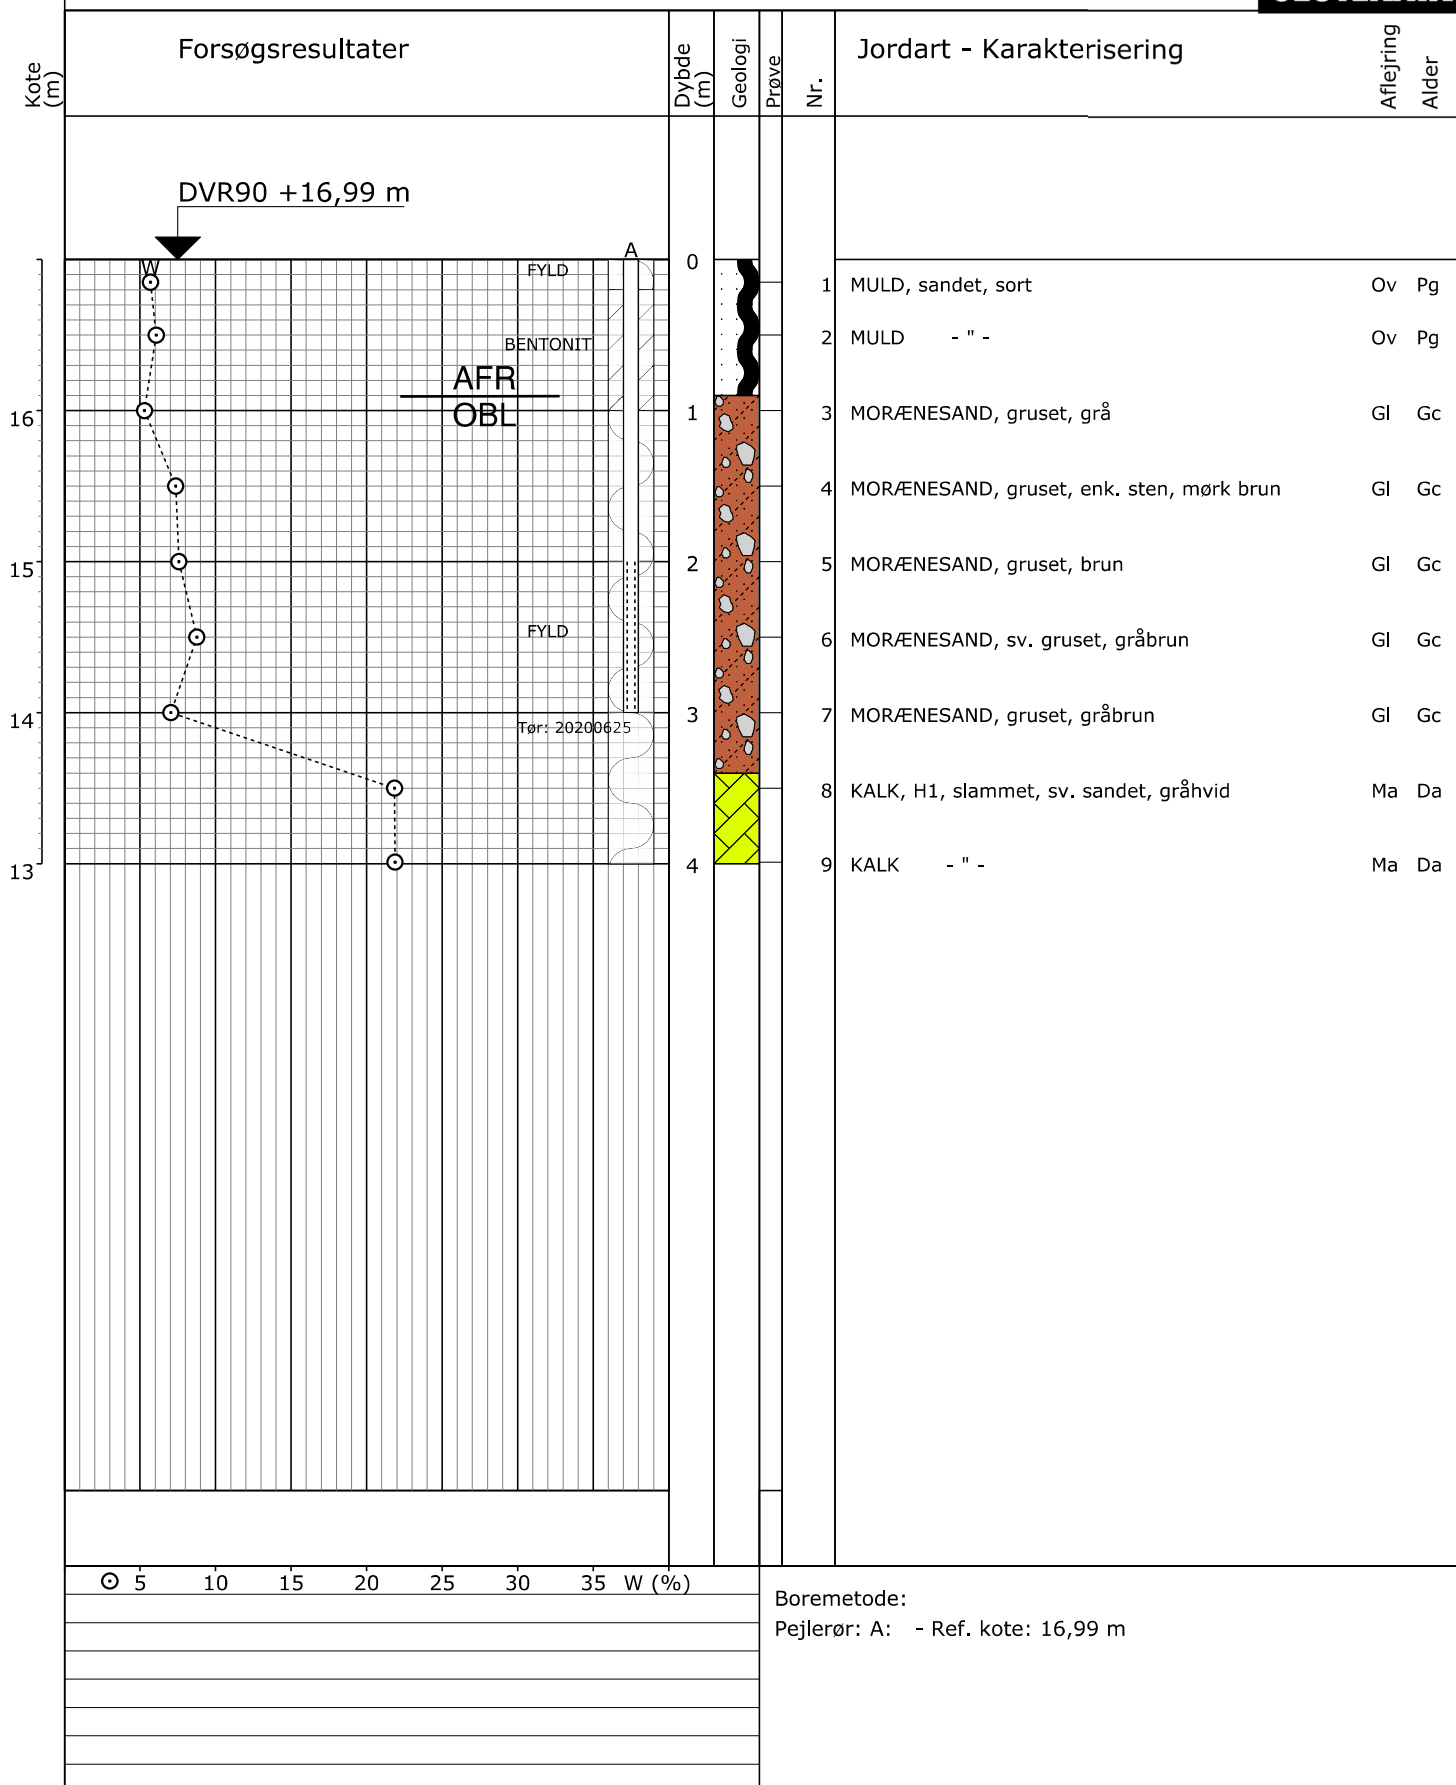 Kote (m)
Forsøgsresultater
Dybde (m)
Geologi
Prøve
Nr.
Jordart - Karakterisering
Aflejring
Alder
DVR90 +16,99 m
A
W
FYLD
0
1 MULD, sandet, sort Ov Pg
2 MULD - " - Ov Pg
BENTONIT
AFR
OBL
16
1
3 MORÆNESAND, gruset, grå Gl Gc
4 MORÆNESAND, gruset, enk. sten, mørk brun Gl Gc
15
2
5 MORÆNESAND, gruset, brun Gl Gc
FYLD
6 MORÆNESAND, sv. gruset, gråbrun Gl Gc
14
3
7 MORÆNESAND, gruset, gråbrun Gl Gc
Tør: 20200625
8 KALK, H1, slammet, sv. sandet, gråhvid Ma Da
13
4
9 KALK - " - Ma Da
5 10 15 20 25 30 35 W (%)
Boremetode:
Pejlerør: A: - Ref. kote: 16,99 m